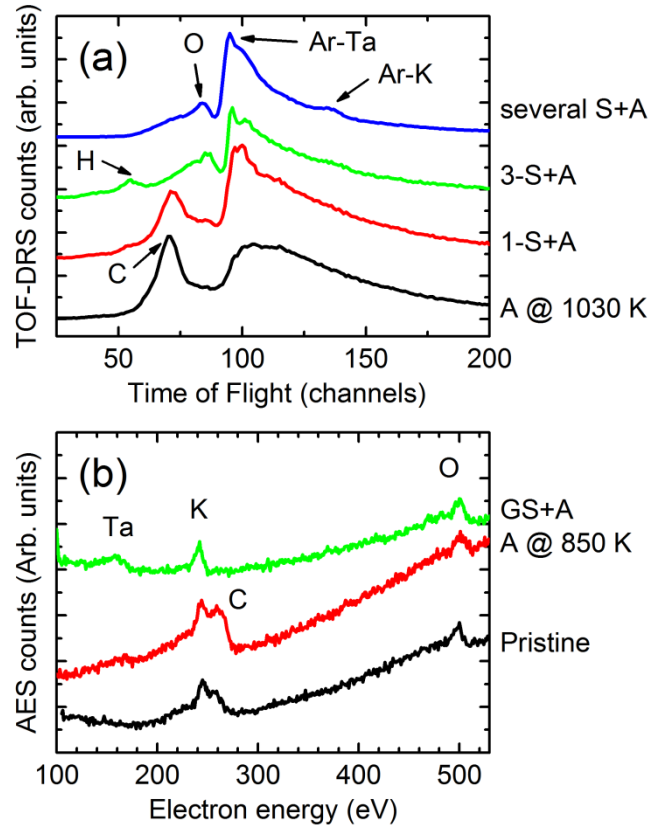 (a)
TOF-DRS counts (arb. units)
O
Ar-Ta
Ar-K
H
C
several S+A
3-S+A
1-S+A
A @ 1030 K
50 100 150 200
Time of Flight (channels)
(b)
AES counts (Arb. units)
Ta
K
C
O
GS+A
A @ 850 K
Pristine
100 200 300 400 500
Electron energy (eV)